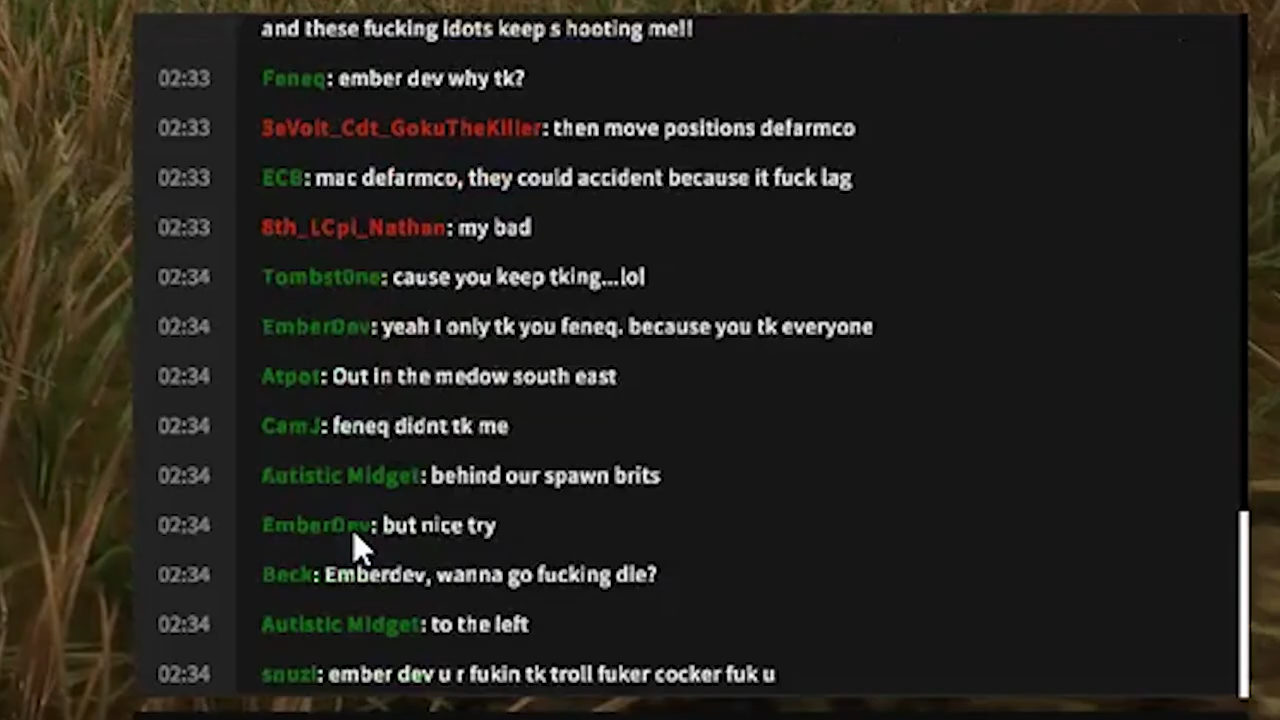 and these fucking idots keep s hooting me!!
02:33 Feneq: ember dev why tk?
02:33 3eVolt_Cdt_GokuTheKiller: then move positions defarmco
02:33 ECB: mac defarmco, they could accident because it fuck lag
02:33 8th_LCpl_Nathan: my bad
02:34 Tombst0ne: cause you keep tking...lol
02:34 EmberDev: yeah I only tk you feneq. because you tk everyone
02:34 Atpot: Out in the medow south east
02:34 CamJ: feneq didnt tk me
02:34 Autistic Midget: behind our spawn brits
02:34 EmberDev: but nice try
02:34 Beck: Emberdev, wanna go fucking die?
02:34 Autistic Midget: to the left
02:34 snuzi: ember dev u r fukin tk troll fuker cocker fuk u